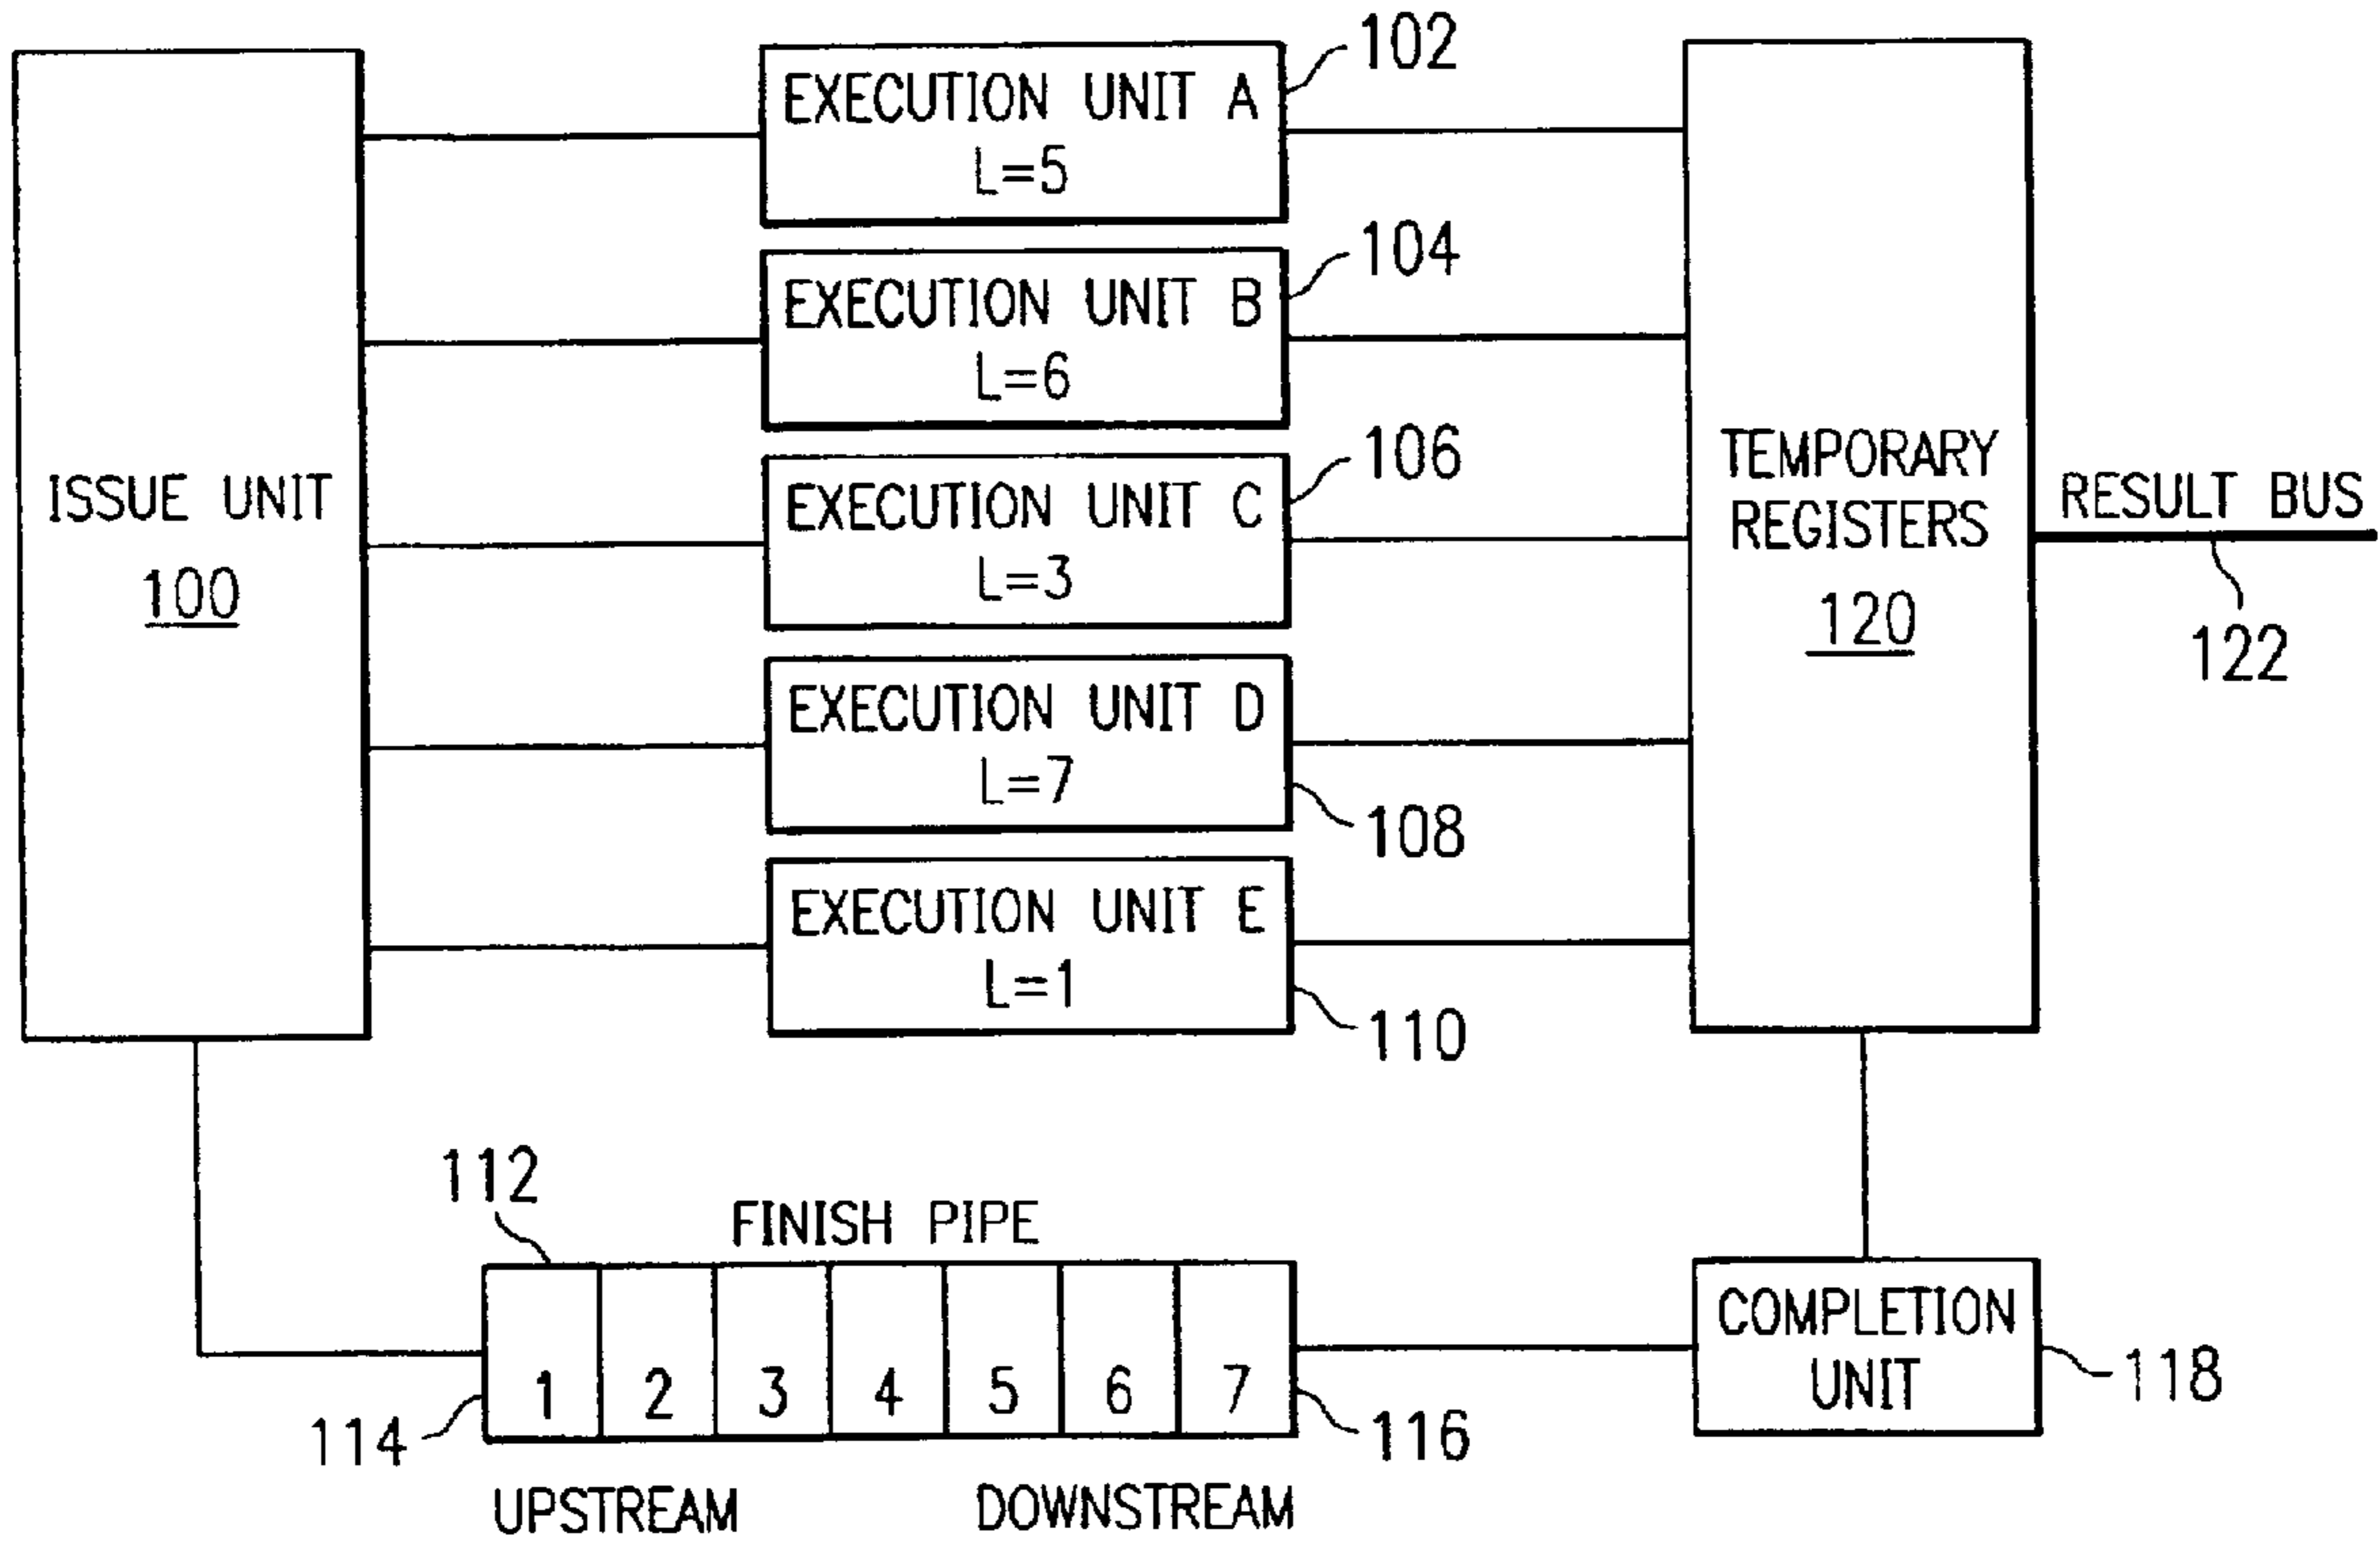 102
EXECUTION UNIT A
L=5
104
EXECUTION UNIT B
L=6
106
EXECUTION UNIT C
L=3
EXECUTION UNIT D
L=7
108
EXECUTION UNIT E
L=1
110
ISSUE UNIT
100
TEMPORARY
REGISTERS
120
RESULT BUS
122
112
FINISH PIPE
1 2 3 4 5 6 7
114
116
UPSTREAM
DOWNSTREAM
COMPLETION
UNIT
118